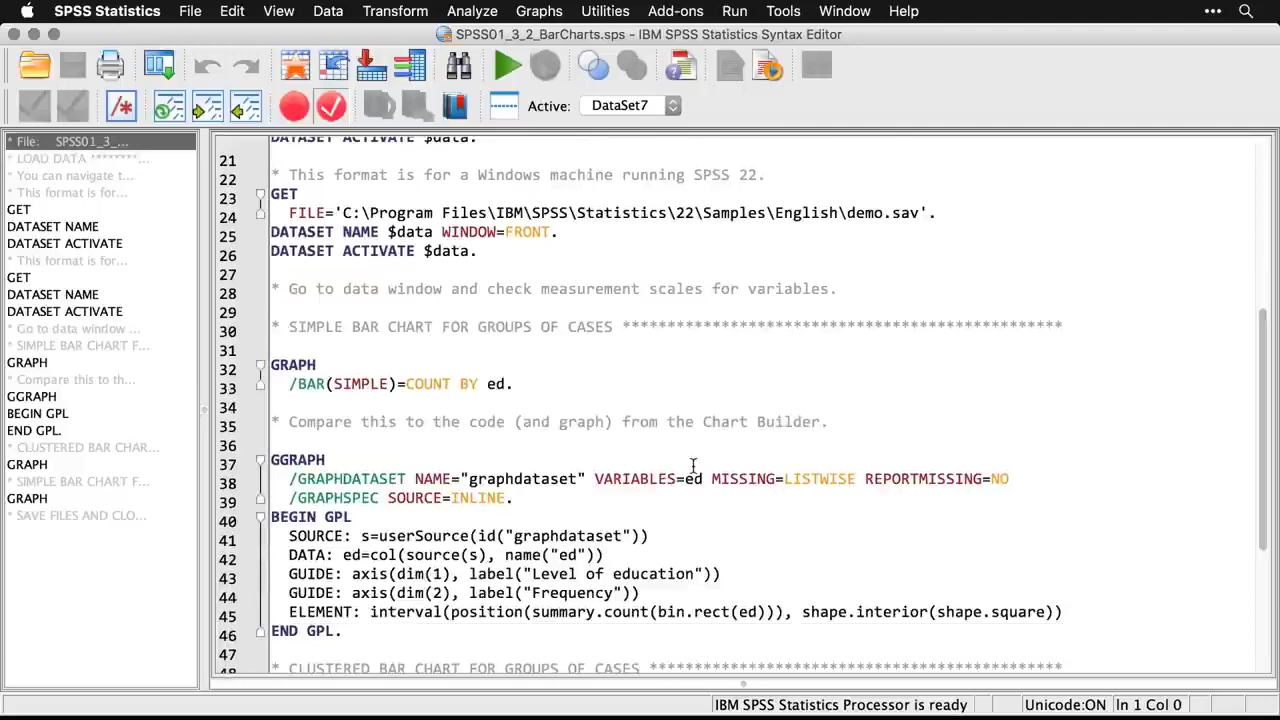 SPSS Statistics File Edit View Data Transform Analyze Graphs Utilities Add-ons Run Tools Window Help
SPSS01_3_2_BarCharts.sps - IBM SPSS Statistics Syntax Editor
Active: DataSet7
* File: SPSS01_3_...
* LOAD DATA ********...
* You can navigate t...
* This format is for...
GET
DATASET NAME
DATASET ACTIVATE
* This format is for...
GET
DATASET NAME
DATASET ACTIVATE
* Go to data window ...
* SIMPLE BAR CHART F...
GRAPH
* Compare this to th...
GGRAPH
BEGIN GPL
END GPL.
* CLUSTERED BAR CHAR...
GRAPH
* SIMPLE BAR CHART F...
GRAPH
* SAVE FILES AND CLO...
DATASET ACTIVATE $data.
21
22 * This format is for a Windows machine running SPSS 22.
23 GET
24 FILE='C:\Program Files\IBM\SPSS\Statistics\22\Samples\English\demo.sav'.
25 DATASET NAME $data WINDOW=FRONT.
26 DATASET ACTIVATE $data.
27
28 * Go to data window and check measurement scales for variables.
29
30 * SIMPLE BAR CHART FOR GROUPS OF CASES *************************************************
31
32 GRAPH
33 /BAR(SIMPLE)=COUNT BY ed.
34
35 * Compare this to the code (and graph) from the Chart Builder.
36
37 GGRAPH
38 /GRAPHDATASET NAME="graphdataset" VARIABLES=ed MISSING=LISTWISE REPORTMISSING=NO
39 /GRAPHSPEC SOURCE=INLINE.
40 BEGIN GPL
41 SOURCE: s=userSource(id("graphdataset"))
42 DATA: ed=col(source(s), name("ed"))
43 GUIDE: axis(dim(1), label("Level of education"))
44 GUIDE: axis(dim(2), label("Frequency"))
45 ELEMENT: interval(position(summary.count(bin.rect(ed))), shape.interior(shape.square))
46 END GPL.
47
48 * CLUSTERED BAR CHART FOR GROUPS OF CASES **********************************************
IBM SPSS Statistics Processor is ready Unicode:ON In 1 Col 0